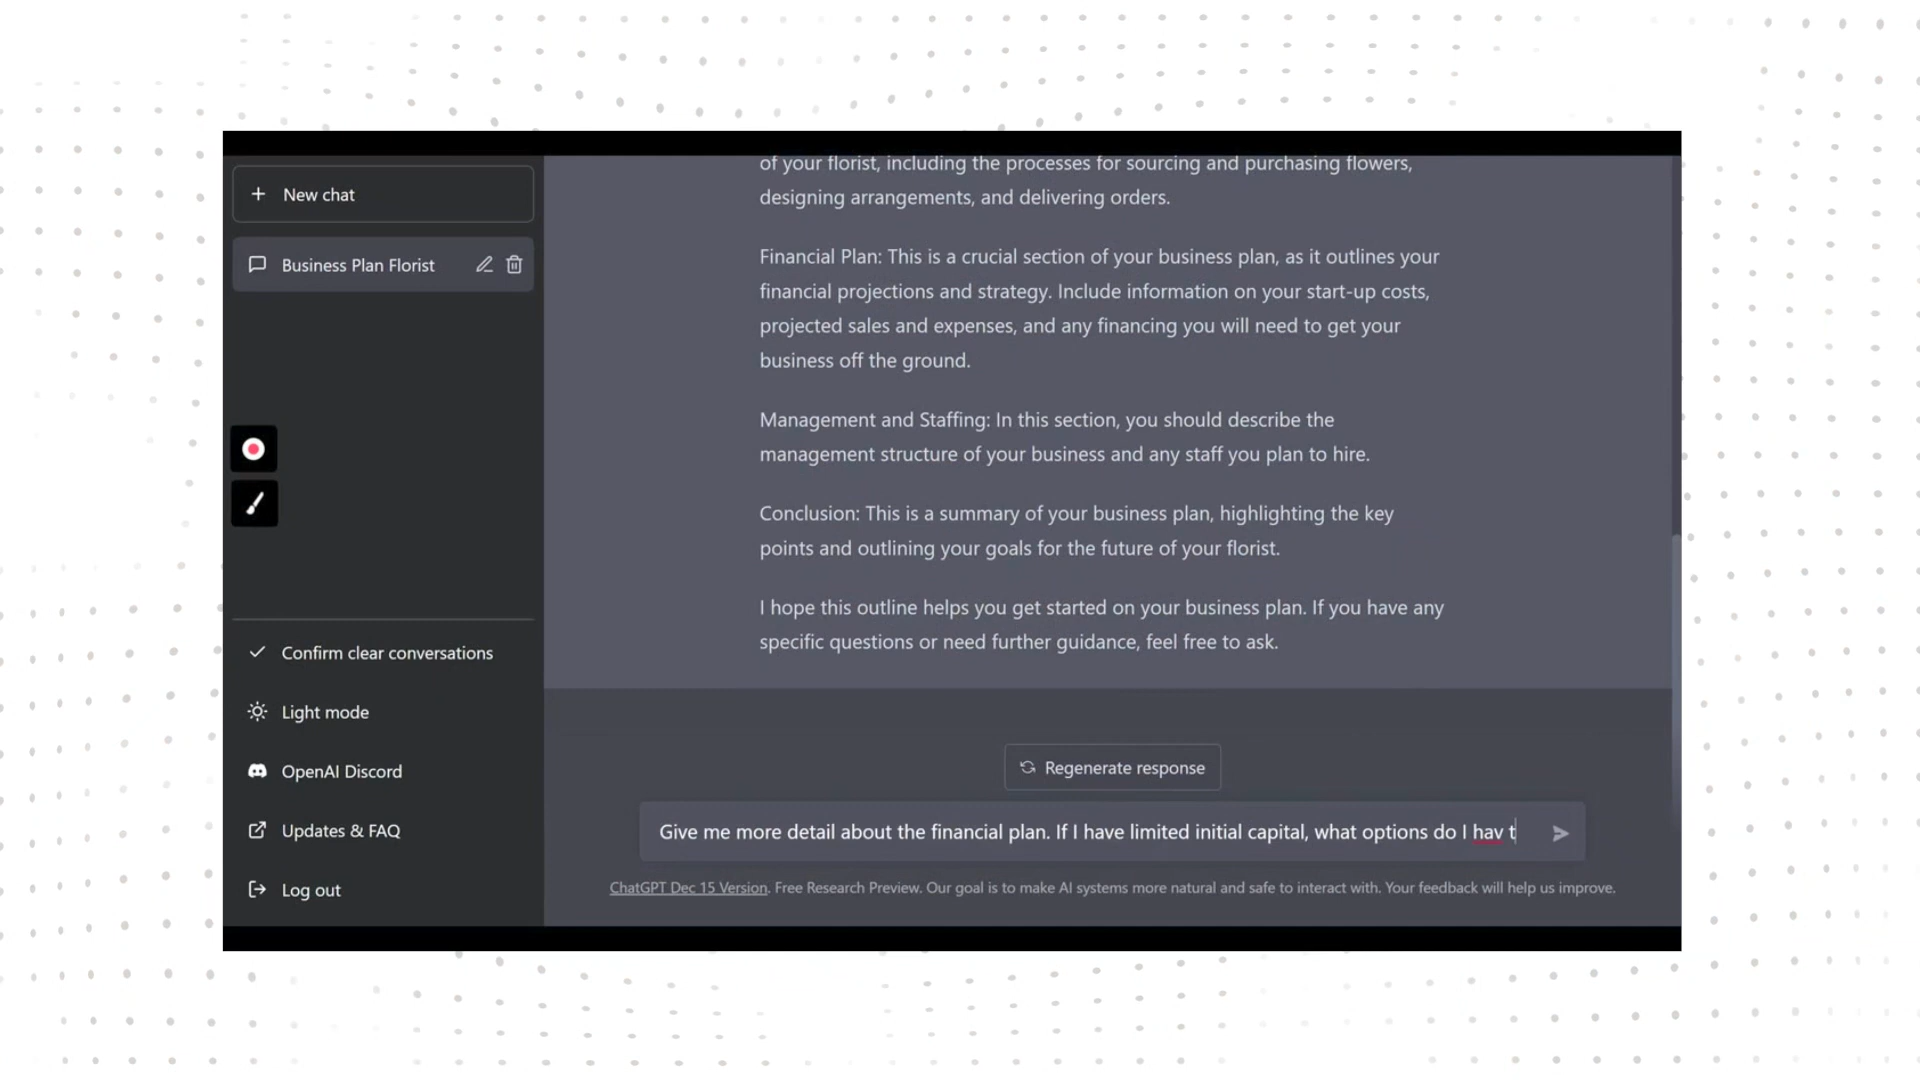 New chat
Business Plan Florist
Confirm clear conversations
Light mode
OpenAI Discord
Updates & FAQ
Log out
of your florist, including the processes for sourcing and purchasing flowers,
designing arrangements, and delivering orders.
Financial Plan: This is a crucial section of your business plan, as it outlines your
financial projections and strategy. Include information on your start-up costs,
projected sales and expenses, and any financing you will need to get your
business off the ground.
Management and Staffing: In this section, you should describe the
management structure of your business and any staff you plan to hire.
Conclusion: This is a summary of your business plan, highlighting the key
points and outlining your goals for the future of your florist.
I hope this outline helps you get started on your business plan. If you have any
specific questions or need further guidance, feel free to ask.
Regenerate response
Give me more detail about the financial plan. If I have limited initial capital, what options do I hav t
ChatGPT Dec 15 Version. Free Research Preview. Our goal is to make AI systems more natural and safe to interact with. Your feedback will help us improve.